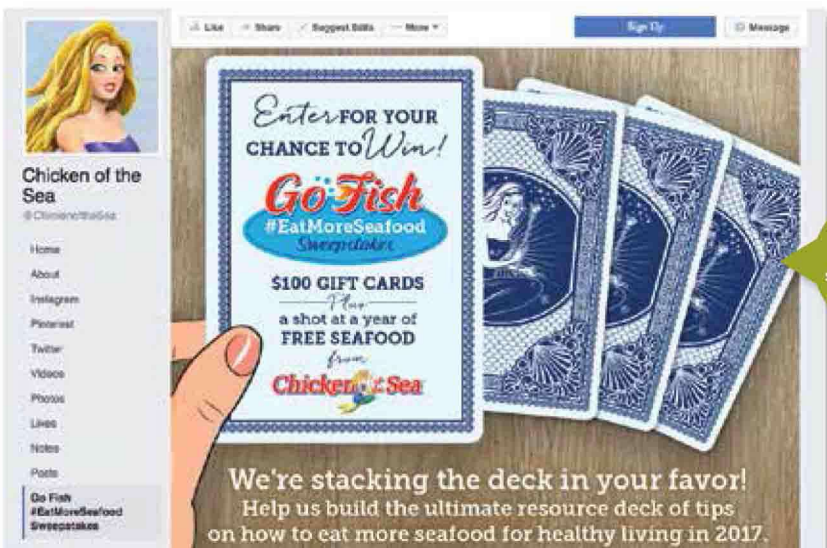 Like Share Suggest Edits More
Sign Up
Message
Chicken of the
Sea
@ChickenoftheSea
Home
About
Instagram
Pinterest
Twitter
Videos
Photos
Likes
Notes
Posts
Go Fish
#EatMoreSeafood
Sweepstakes
Enter FOR YOUR
CHANCE TO Win!
Go Fish
#EatMoreSeafood
Sweepstakes
$100 GIFT CARDS
Plus
a shot at a year of
FREE SEAFOOD
from
Chicken of the Sea
We're stacking the deck in your favor!
Help us build the ultimate resource deck of tips
on how to eat more seafood for healthy living in 2017.